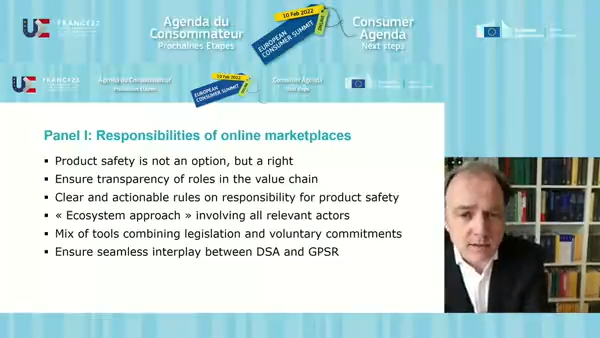 FRANCE22
Agenda du
Consommateur
Prochaines Étapes
10 Feb 2022
EUROPEAN
CONSUMER SUMMIT
ONLINE
Consumer
Agenda
Next steps
FRANCE22
Agenda du Consommateur
Prochaines Étapes
10 Feb 2022
EUROPEAN
CONSUMER SUMMIT
Consumer Agenda
Next steps
Panel I: Responsibilities of online marketplaces
▪ Product safety is not an option, but a right
▪ Ensure transparency of roles in the value chain
▪ Clear and actionable rules on responsibility for product safety
▪ « Ecosystem approach » involving all relevant actors
▪ Mix of tools combining legislation and voluntary commitments
▪ Ensure seamless interplay between DSA and GPSR